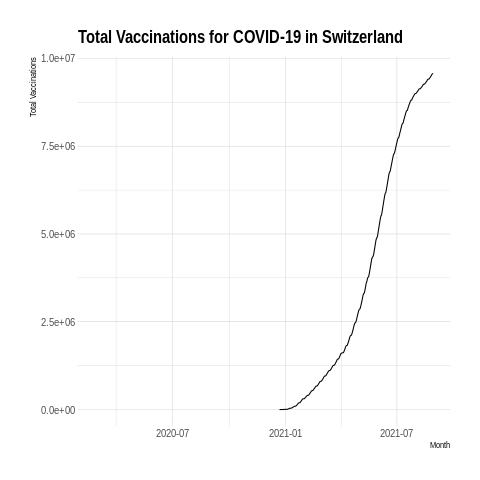 Total Vaccinations for COVID-19 in Switzerland
Total Vaccinations
1.0e+07
7.5e+06
5.0e+06
2.5e+06
0.0e+00
2020-07
2021-01
2021-07
Month